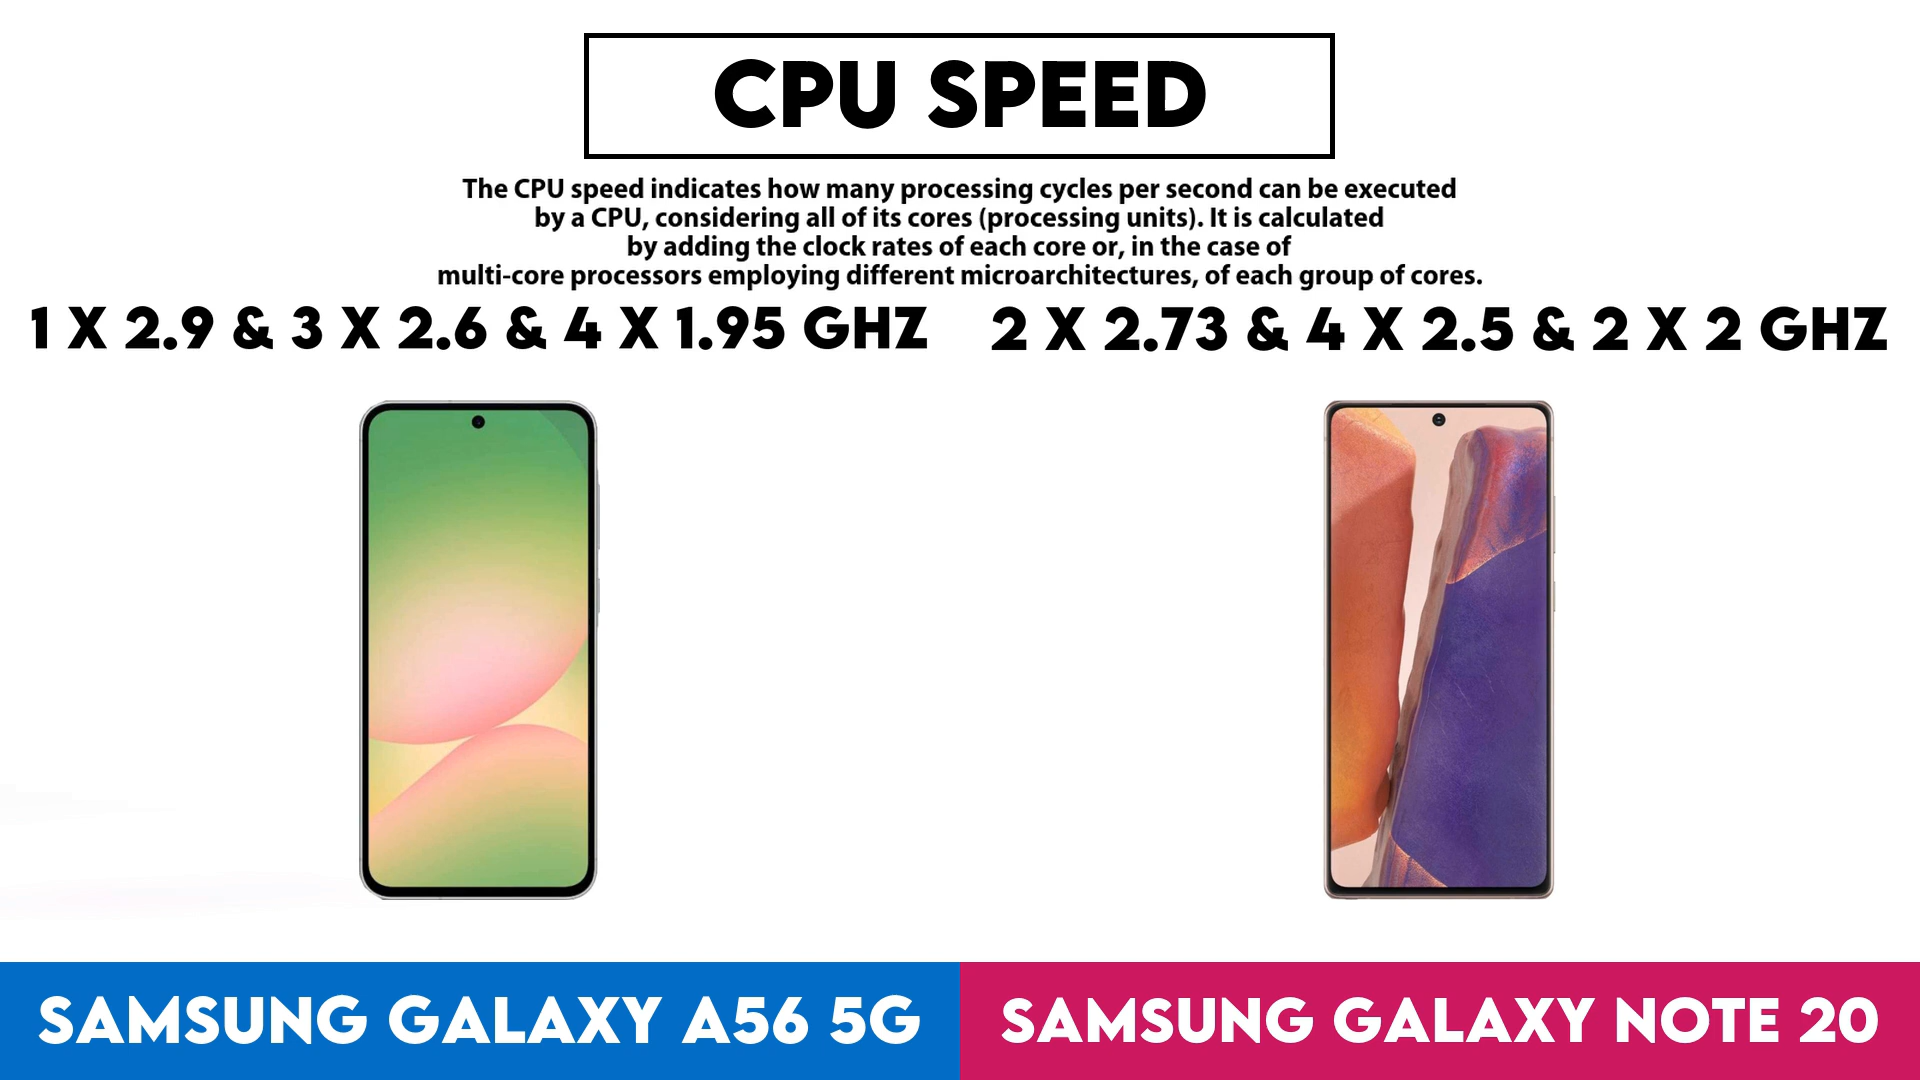 CPU SPEED
The CPU speed indicates how many processing cycles per second can be executed
by a CPU, considering all of its cores (processing units). It is calculated
by adding the clock rates of each core or, in the case of
multi-core processors employing different microarchitectures, of each group of cores.
1 X 2.9 & 3 X 2.6 & 4 X 1.95 GHZ
2 X 2.73 & 4 X 2.5 & 2 X 2 GHZ
SAMSUNG GALAXY A56 5G
SAMSUNG GALAXY NOTE 20